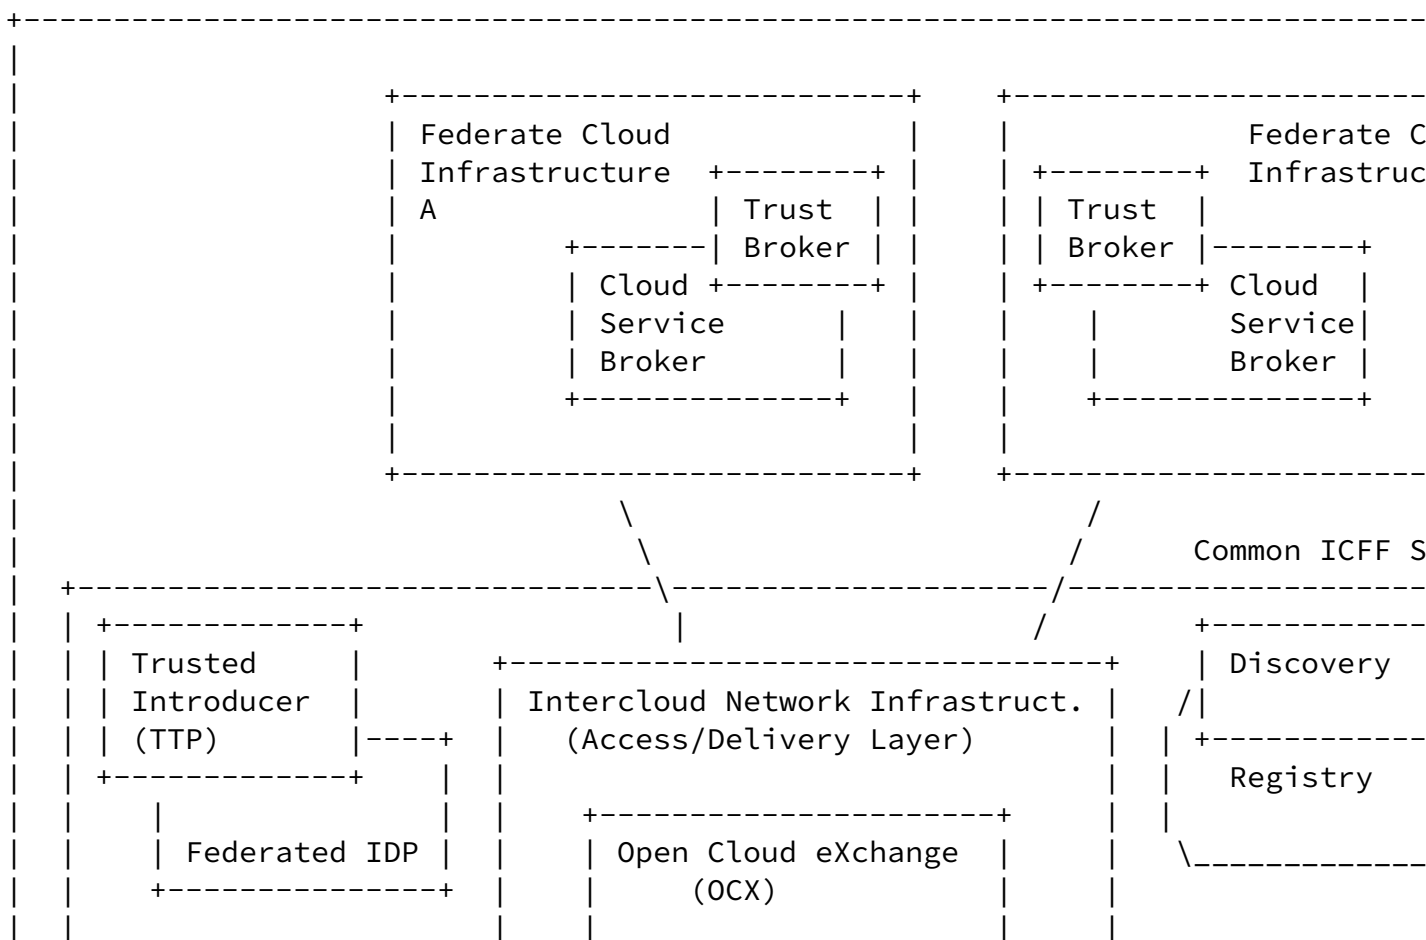 Federate Cloud
Infrastructure
A
Trust
Broker
Cloud
Service
Broker
Federate C
Infrastruc
Trust
Broker
Cloud
Service
Broker
Common ICFF S
Trusted
Introducer
(TTP)
Federated IDP
Intercloud Network Infrastruct.
(Access/Delivery Layer)
Open Cloud eXchange
(OCX)
Discovery
Registry